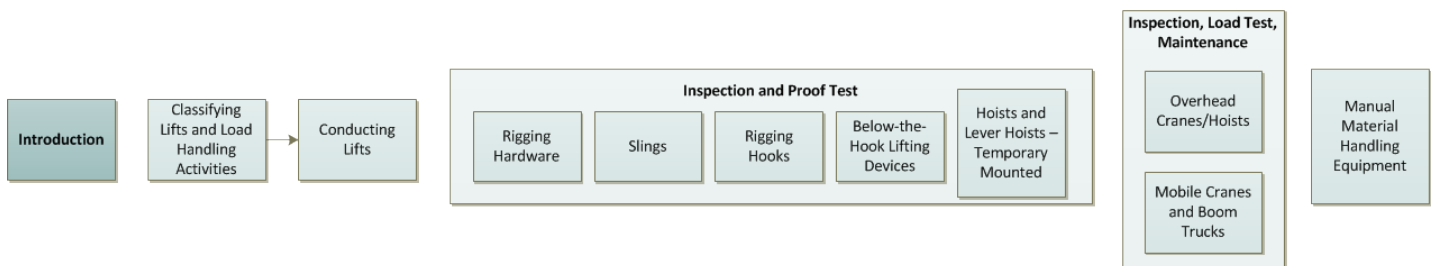 Introduction
Classifying
Lifts and Load
Handling
Activities
Conducting
Lifts
Inspection and Proof Test
Rigging
Hardware
Slings
Rigging
Hooks
Below-the-
Hook Lifting
Devices
Hoists and
Lever Hoists –
Temporary
Mounted
Inspection, Load Test,
Maintenance
Overhead
Cranes/Hoists
Mobile Cranes
and Boom
Trucks
Manual
Material
Handling
Equipment